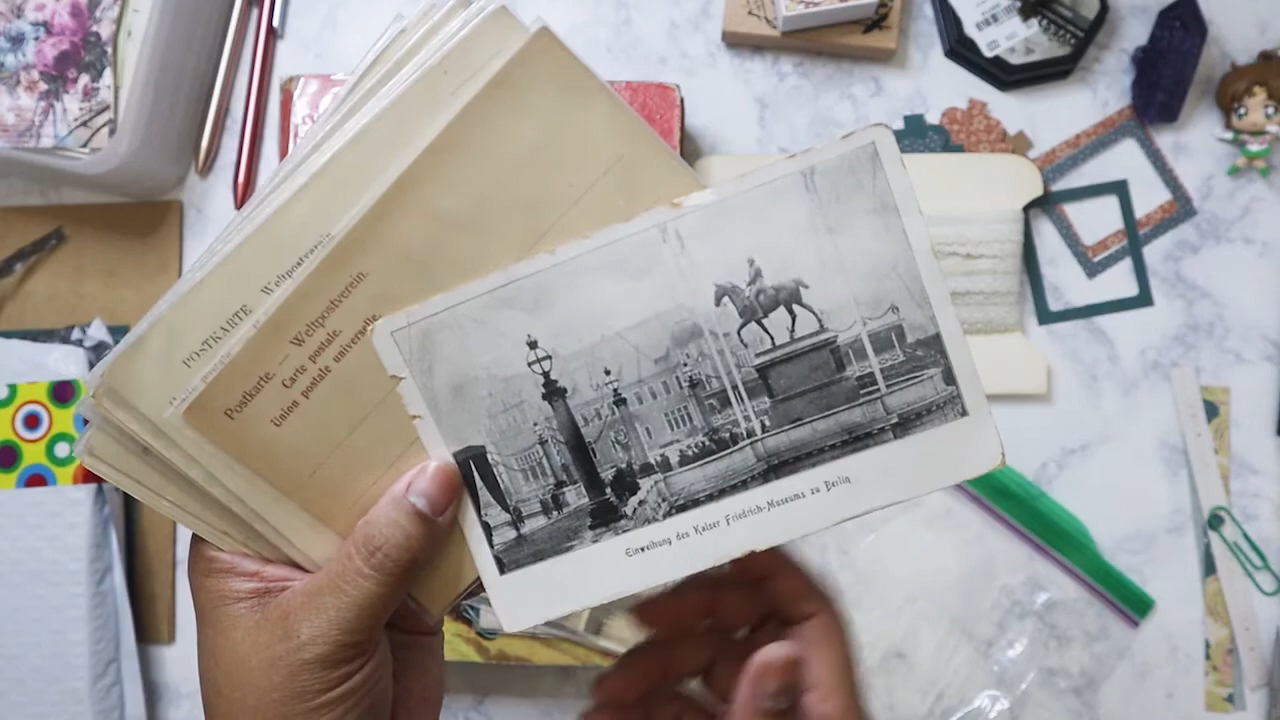 POSTKARTE Weltpostverein.
Postkarte. — Weltpostverein.
Carte postale.
Union postale universelle.
Einweihung des Kaiser Friedrich-Museums zu Berlin